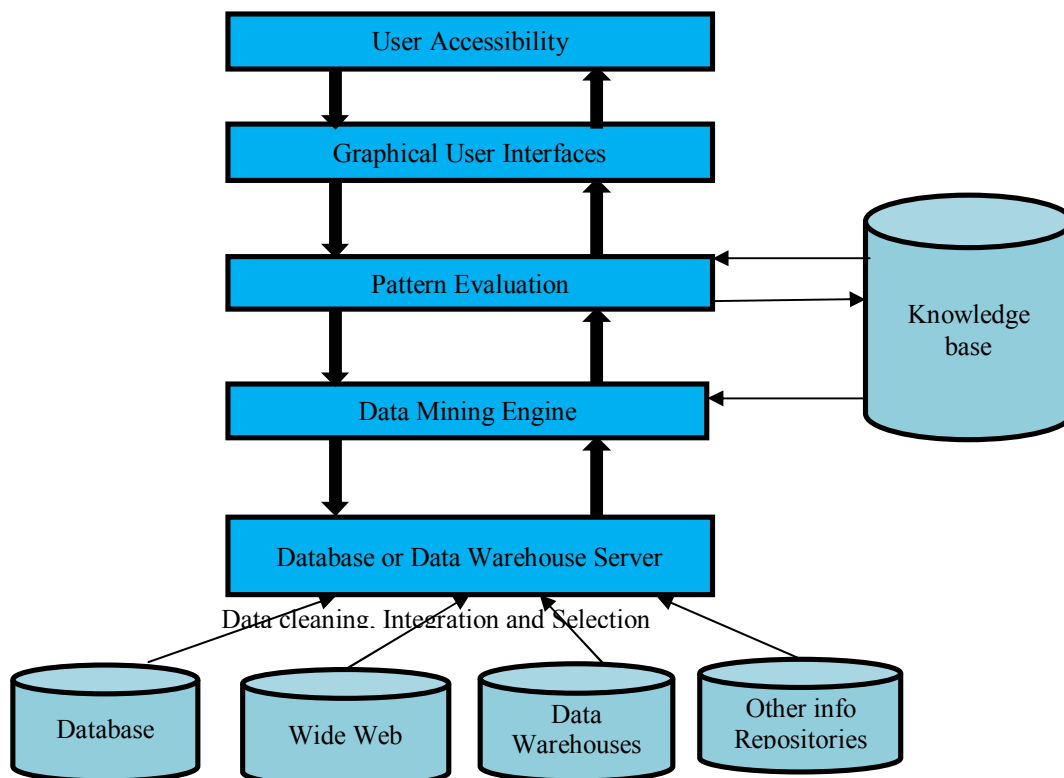 User Accessibility
Graphical User Interfaces
Pattern Evaluation
Knowledge
base
Data Mining Engine
Database or Data Warehouse Server
Data cleaning, Integration and Selection
Database
Wide Web
Data
Warehouses
Other info
Repositories